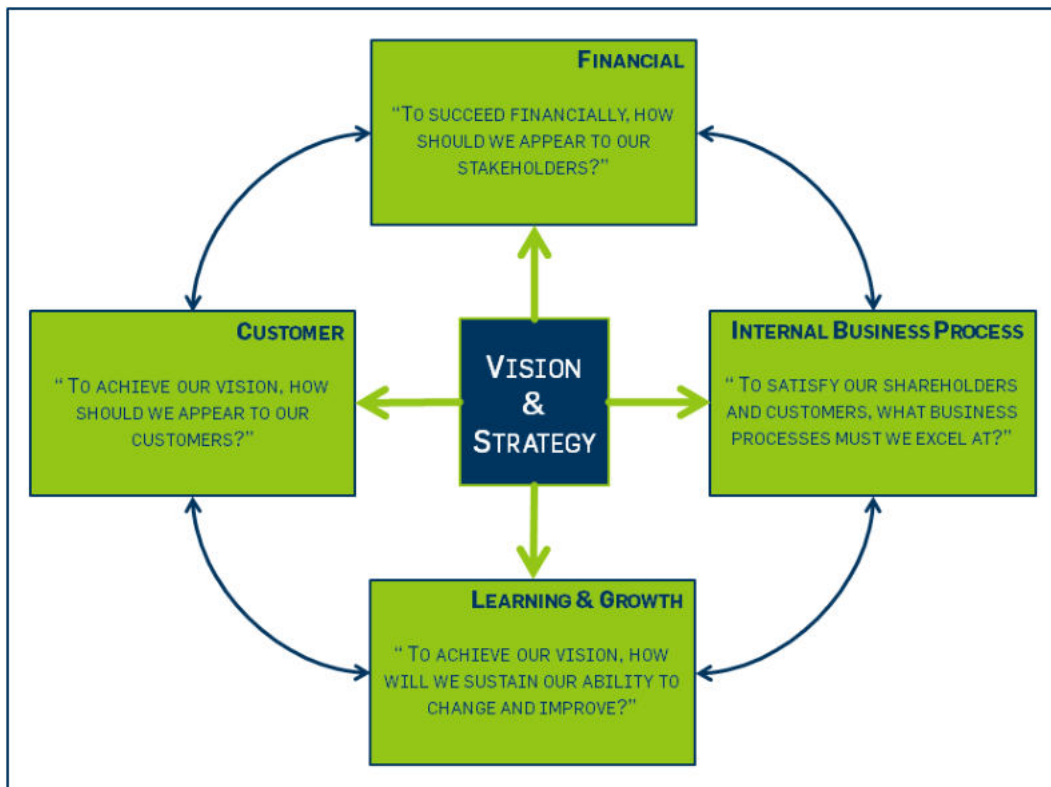 FINANCIAL
"TO SUCCEED FINANCIALLY, HOW
SHOULD WE APPEAR TO OUR
STAKEHOLDERS?"
CUSTOMER
" TO ACHIEVE OUR VISION, HOW
SHOULD WE APPEAR TO OUR
CUSTOMERS?"
VISION
&
STRATEGY
INTERNAL BUSINESS PROCESS
" TO SATISFY OUR SHAREHOLDERS
AND CUSTOMERS, WHAT BUSINESS
PROCESSES MUST WE EXCEL AT?"
LEARNING & GROWTH
" TO ACHIEVE OUR VISION, HOW
WILL WE SUSTAIN OUR ABILITY TO
CHANGE AND IMPROVE?"